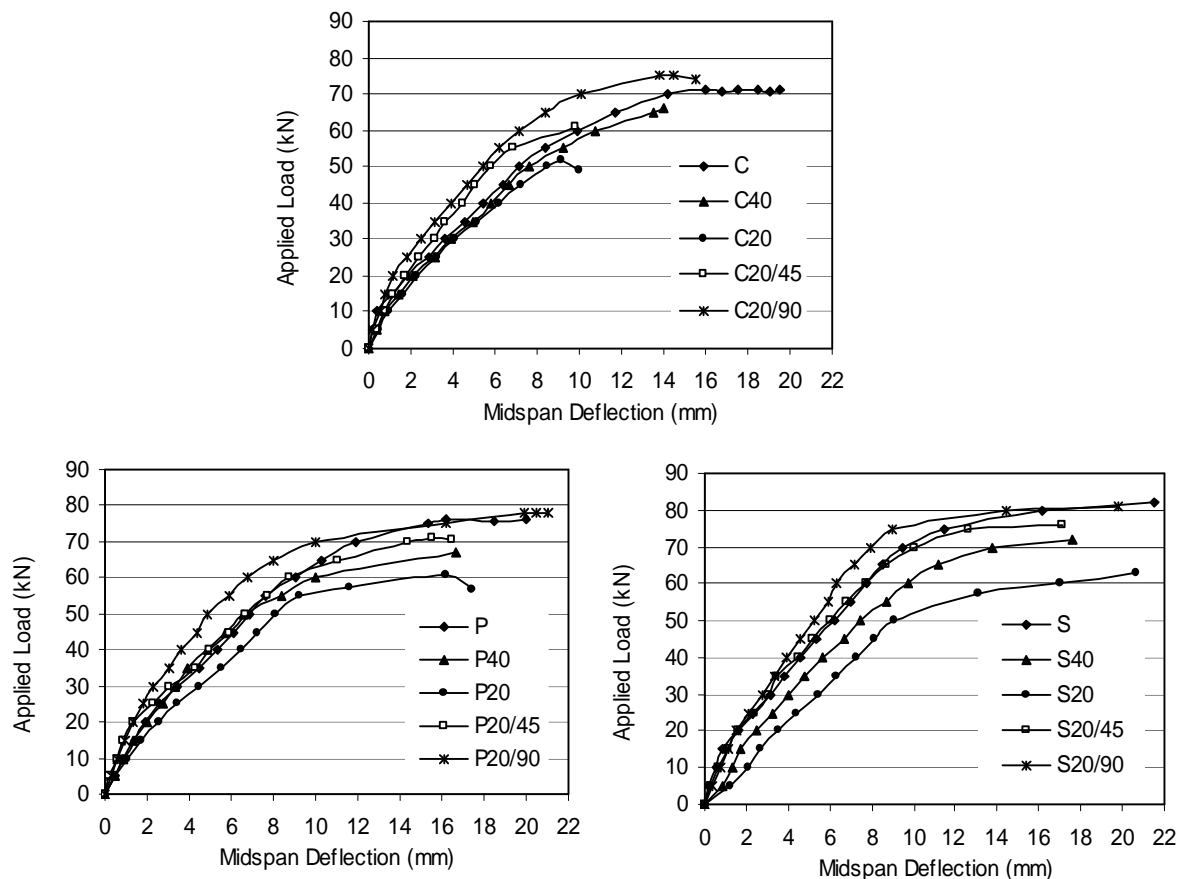 Applied Load (kN)
90
80
70
60
50
40
30
20
10
0
C
C40
C20
C20/45
C20/90
0 2 4 6 8 10 12 14 16 18 20 22
Midspan Deflection (mm)
Applied Load (kN)
90
80
70
60
50
40
30
20
10
0
P
P40
P20
P20/45
P20/90
0 2 4 6 8 10 12 14 16 18 20 22
Midspan Deflection (mm)
Applied Load (kN)
90
80
70
60
50
40
30
20
10
0
S
S40
S20
S20/45
S20/90
0 2 4 6 8 10 12 14 16 18 20 22
Midspan Deflection (mm)